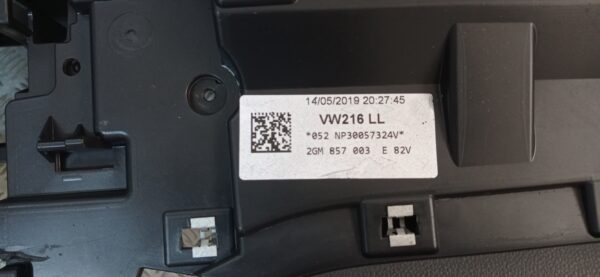 14/05/2019 20:27:45
VW216 LL
*052 NP30057324V*
2GM 857 003 E 82V